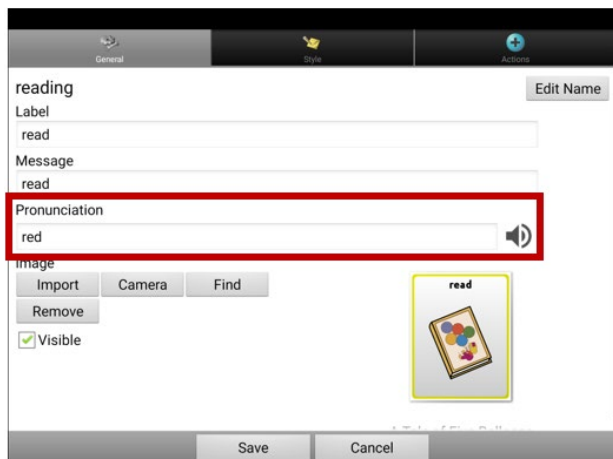 General Style Actions
reading Edit Name
Label
read
Message
read
Pronunciation
red
Image
Import Camera Find
read
Remove
Visible
Save Cancel